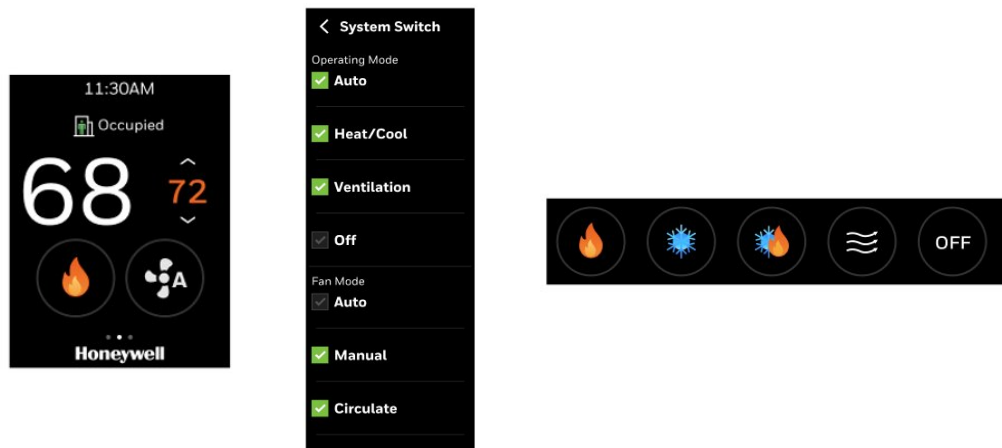 11:30AM
Occupied
68
72
A
Honeywell
System Switch
Operating Mode
Auto
Heat/Cool
Ventilation
Off
Fan Mode
Auto
Manual
Circulate
OFF